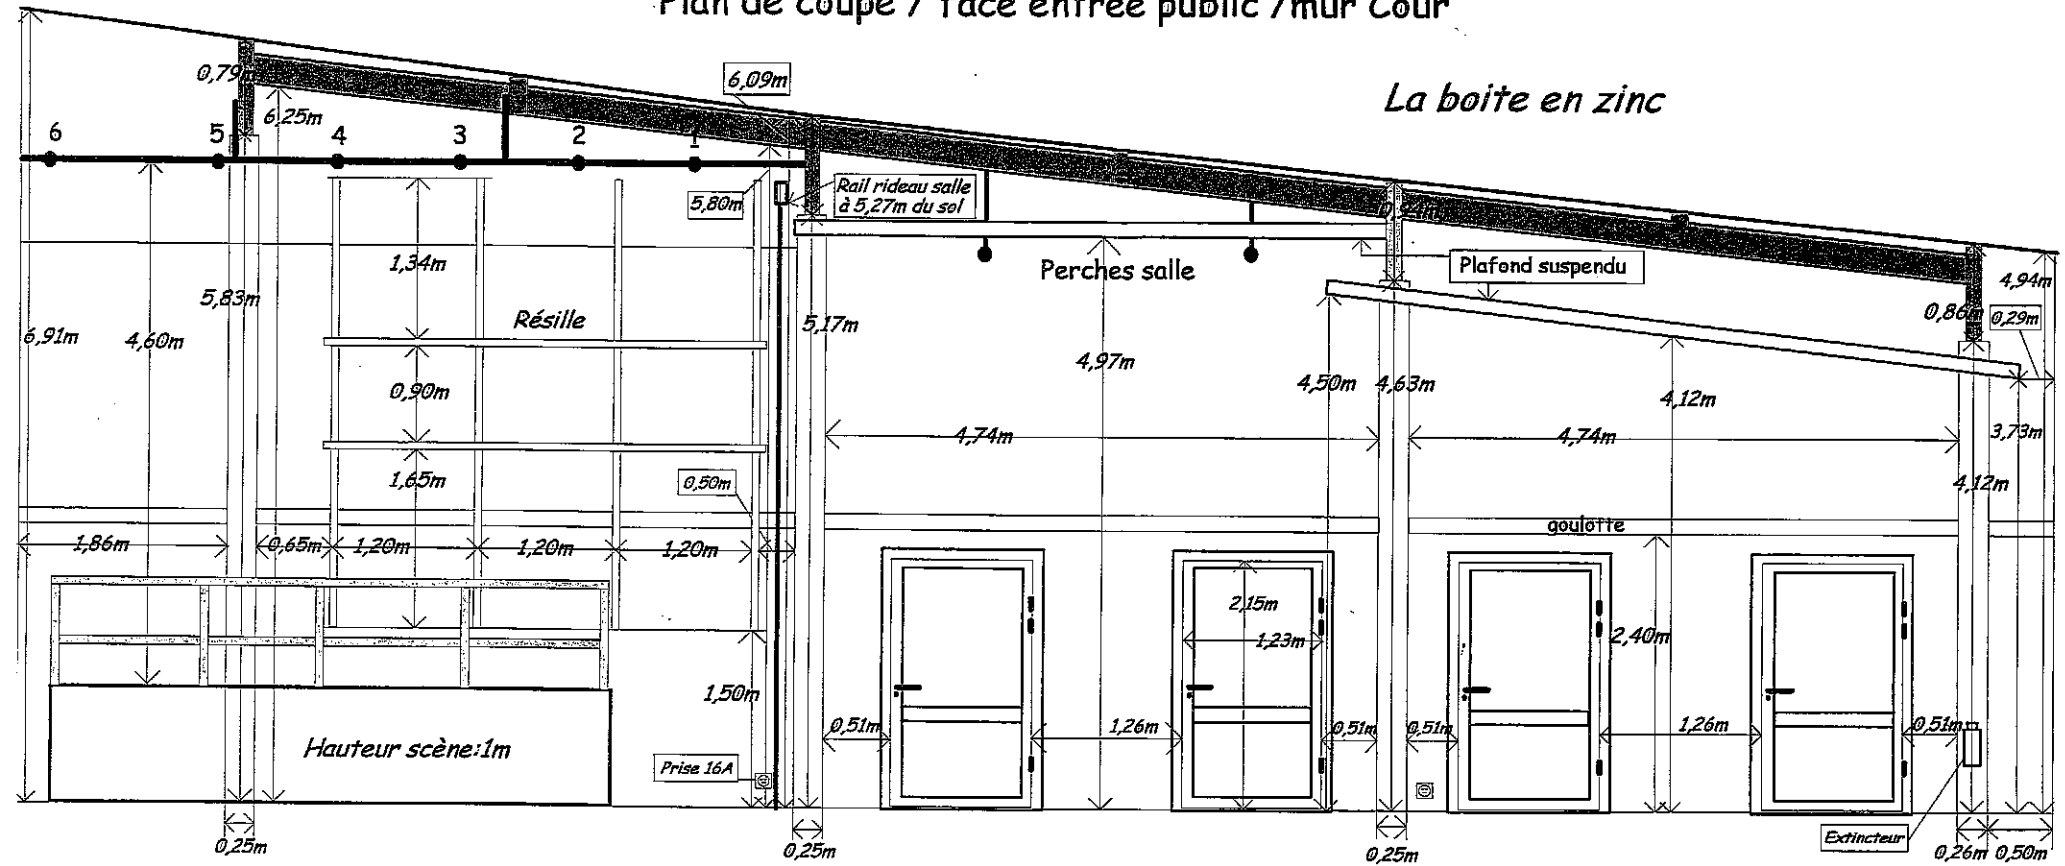 Plan de coupe / face entrée public /mur Cour
La boite en zinc
0,79m
6,09m
6,25m
6
5
4
3
2
1
5,80m
Rail rideau salle
à 5,27m du sol
Perches salle
Plafond suspendu
4,94m
0,86m
0,29m
1,34m
5,83m
Résille
5,17m
6,91m
4,60m
4,97m
0,90m
4,50m
4,63m
4,12m
4,74m
4,74m
3,73m
1,65m
0,50m
4,12m
goulotte
1,86m
0,65m
1,20m
1,20m
1,20m
2,15m
1,23m
2,40m
1,50m
0,51m
1,26m
0,51m
0,51m
1,26m
0,51m
Hauteur scène:1m
Prise 16A
Extincteur
0,25m
0,25m
0,25m
0,26m
0,50m